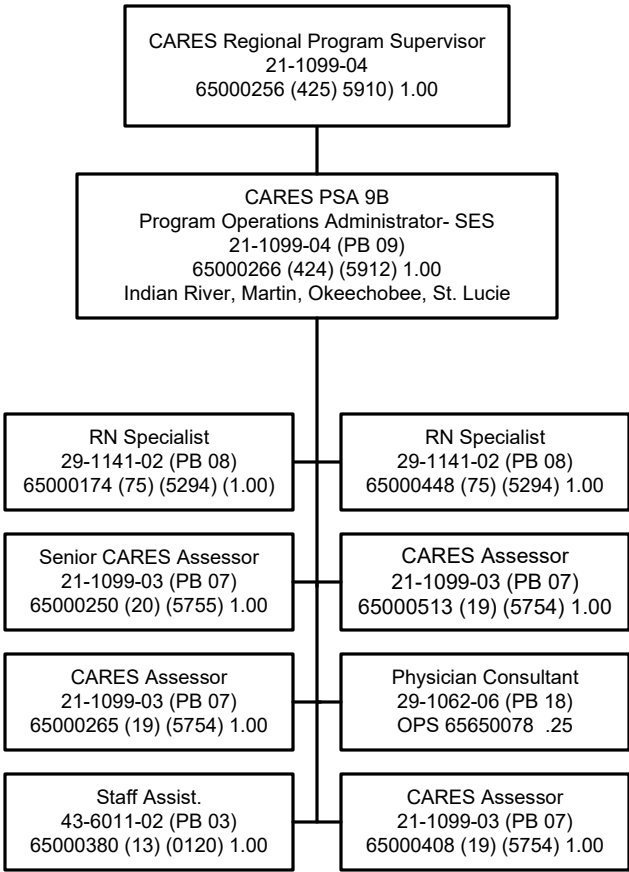 CARES Regional Program Supervisor
21-1099-04
65000256 (425) 5910) 1.00
CARES PSA 9B
Program Operations Administrator- SES
21-1099-04 (PB 09)
65000266 (424) (5912) 1.00
Indian River, Martin, Okeechobee, St. Lucie
RN Specialist
29-1141-02 (PB 08)
65000174 (75) (5294) (1.00)
RN Specialist
29-1141-02 (PB 08)
65000448 (75) (5294) 1.00
Senior CARES Assessor
21-1099-03 (PB 07)
65000250 (20) (5755) 1.00
CARES Assessor
21-1099-03 (PB 07)
65000513 (19) (5754) 1.00
CARES Assessor
21-1099-03 (PB 07)
65000265 (19) (5754) 1.00
Physician Consultant
29-1062-06 (PB 18)
OPS 65650078 .25
Staff Assist.
43-6011-02 (PB 03)
65000380 (13) (0120) 1.00
CARES Assessor
21-1099-03 (PB 07)
65000408 (19) (5754) 1.00